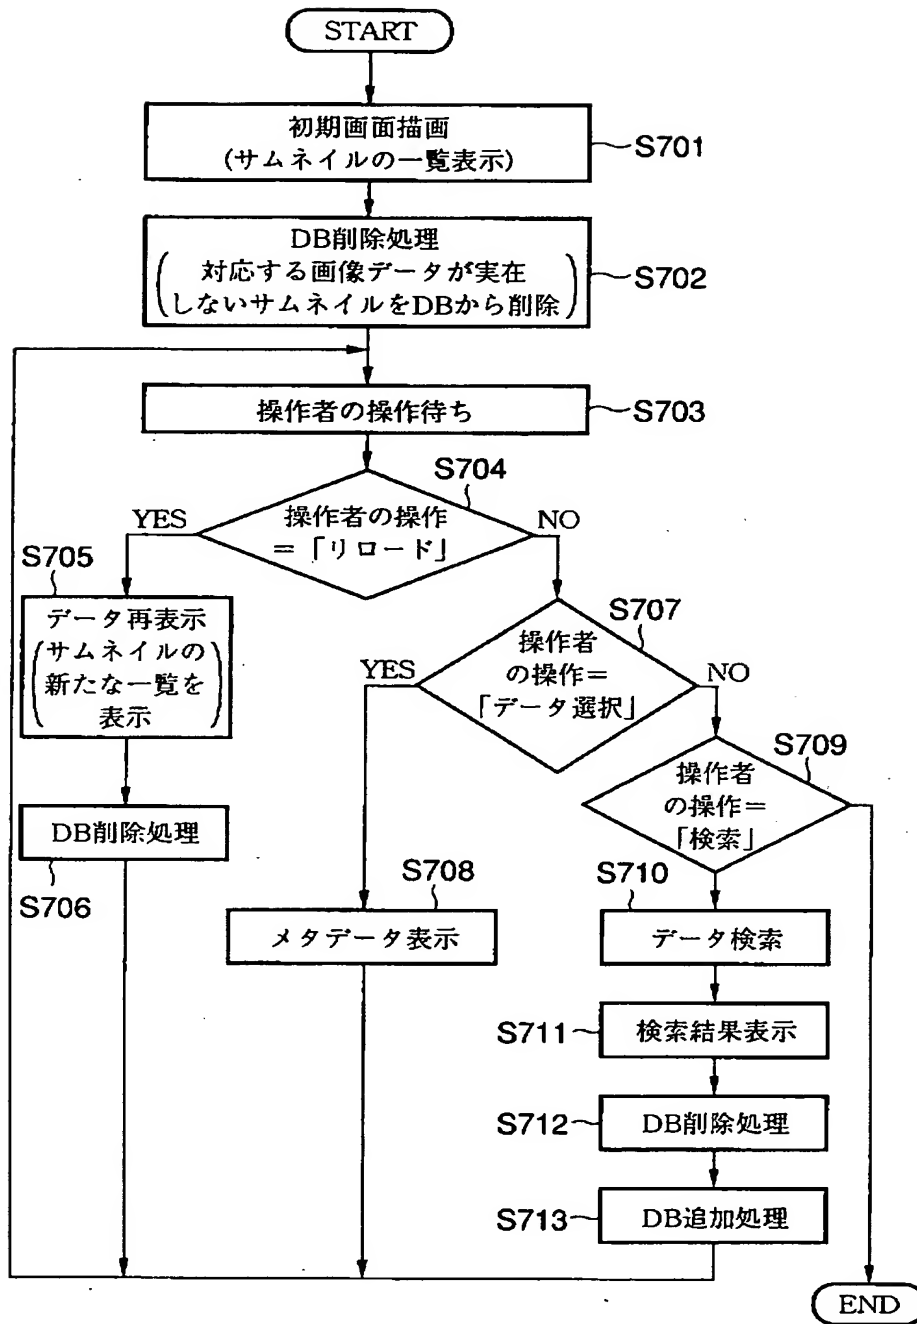 START
初期画面描画
(サムネイルの一覧表示)
S701
DB削除処理
(対応する画像データが実在
しないサムネイルをDBから削除)
S702
操作者の操作待ち
S703
S704
操作者の操作
=「リロード」
YES
NO
S705
データ再表示
(サムネイルの
新たな一覧を
表示)
S707
操作者
の操作=
「データ選択」
YES
NO
S709
操作者
の操作=
「検索」
DB削除処理
S706
S708
メタデータ表示
S710
データ検索
S711
検索結果表示
S712
DB削除処理
S713
DB追加処理
END